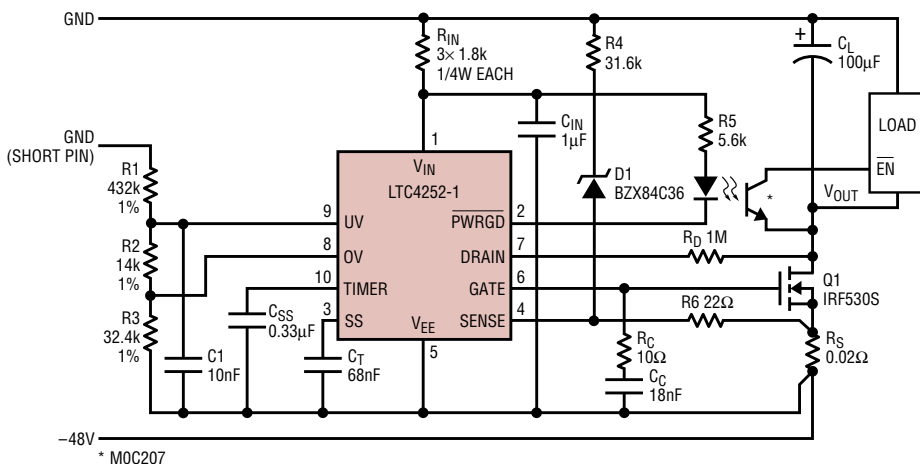 GND
R_IN
3× 1.8k
1/4W EACH
R4
31.6k
+
C_L
100µF
LOAD
E̅N̅
V_OUT
GND
(SHORT PIN)
R1
432k
1%
R2
14k
1%
R3
32.4k
1%
C1
10nF
C_SS
0.33µF
C_T
68nF
1
V_IN
LTC4252-1
9
UV
8
OV
10
TIMER
3
SS
V_EE
5
2
P̅W̅R̅G̅D̅
7
DRAIN
6
GATE
4
SENSE
C_IN
1µF
D1
BZX84C36
R5
5.6k
*
R_D 1M
Q1
IRF530S
R6 22Ω
R_C
10Ω
C_C
18nF
R_S
0.02Ω
−48V
* M0C207